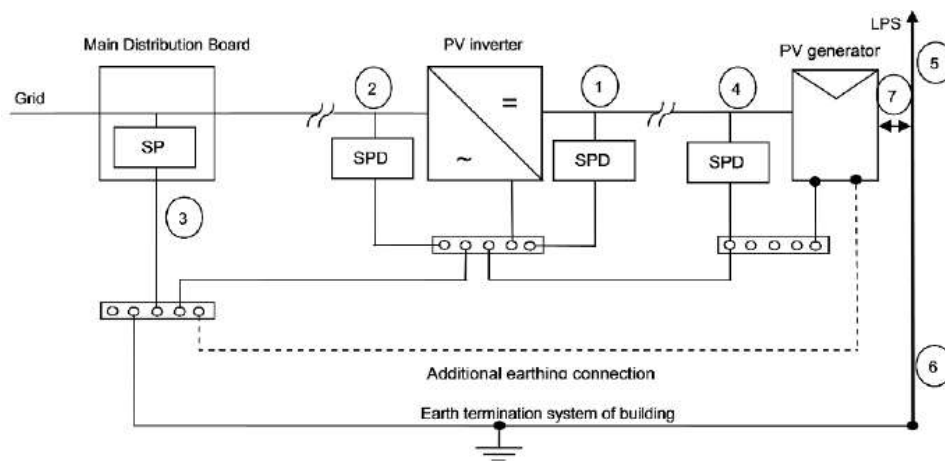 LPS
Main Distribution Board
PV inverter
PV generator
5
Grid
2
=
1
4
7
SP
SPD
~
SPD
SPD
3
Additional earthing connection
6
Earth termination system of building